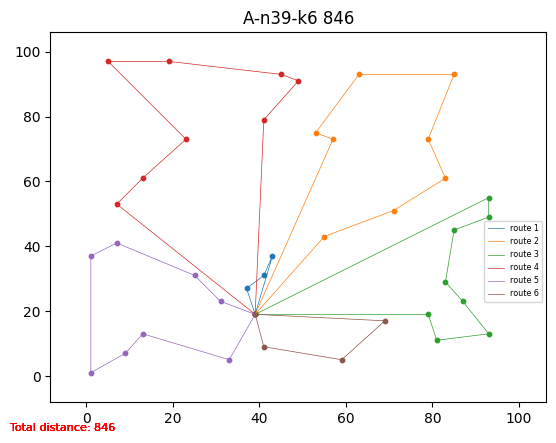 A-n39-k6 846
100
80
60
40
20
0
route 1
route 2
route 3
route 4
route 5
route 6
0 20 40 60 80 100
Total distance: 846